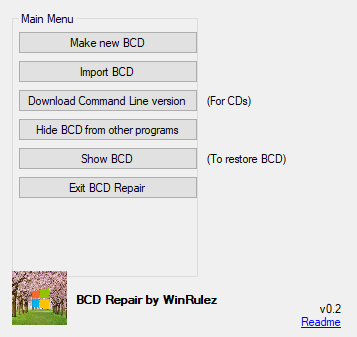 Main Menu
Make new BCD
Import BCD
Download Command Line version (For CDs)
Hide BCD from other programs
Show BCD (To restore BCD)
Exit BCD Repair
BCD Repair by WinRulez
v0.2
Readme